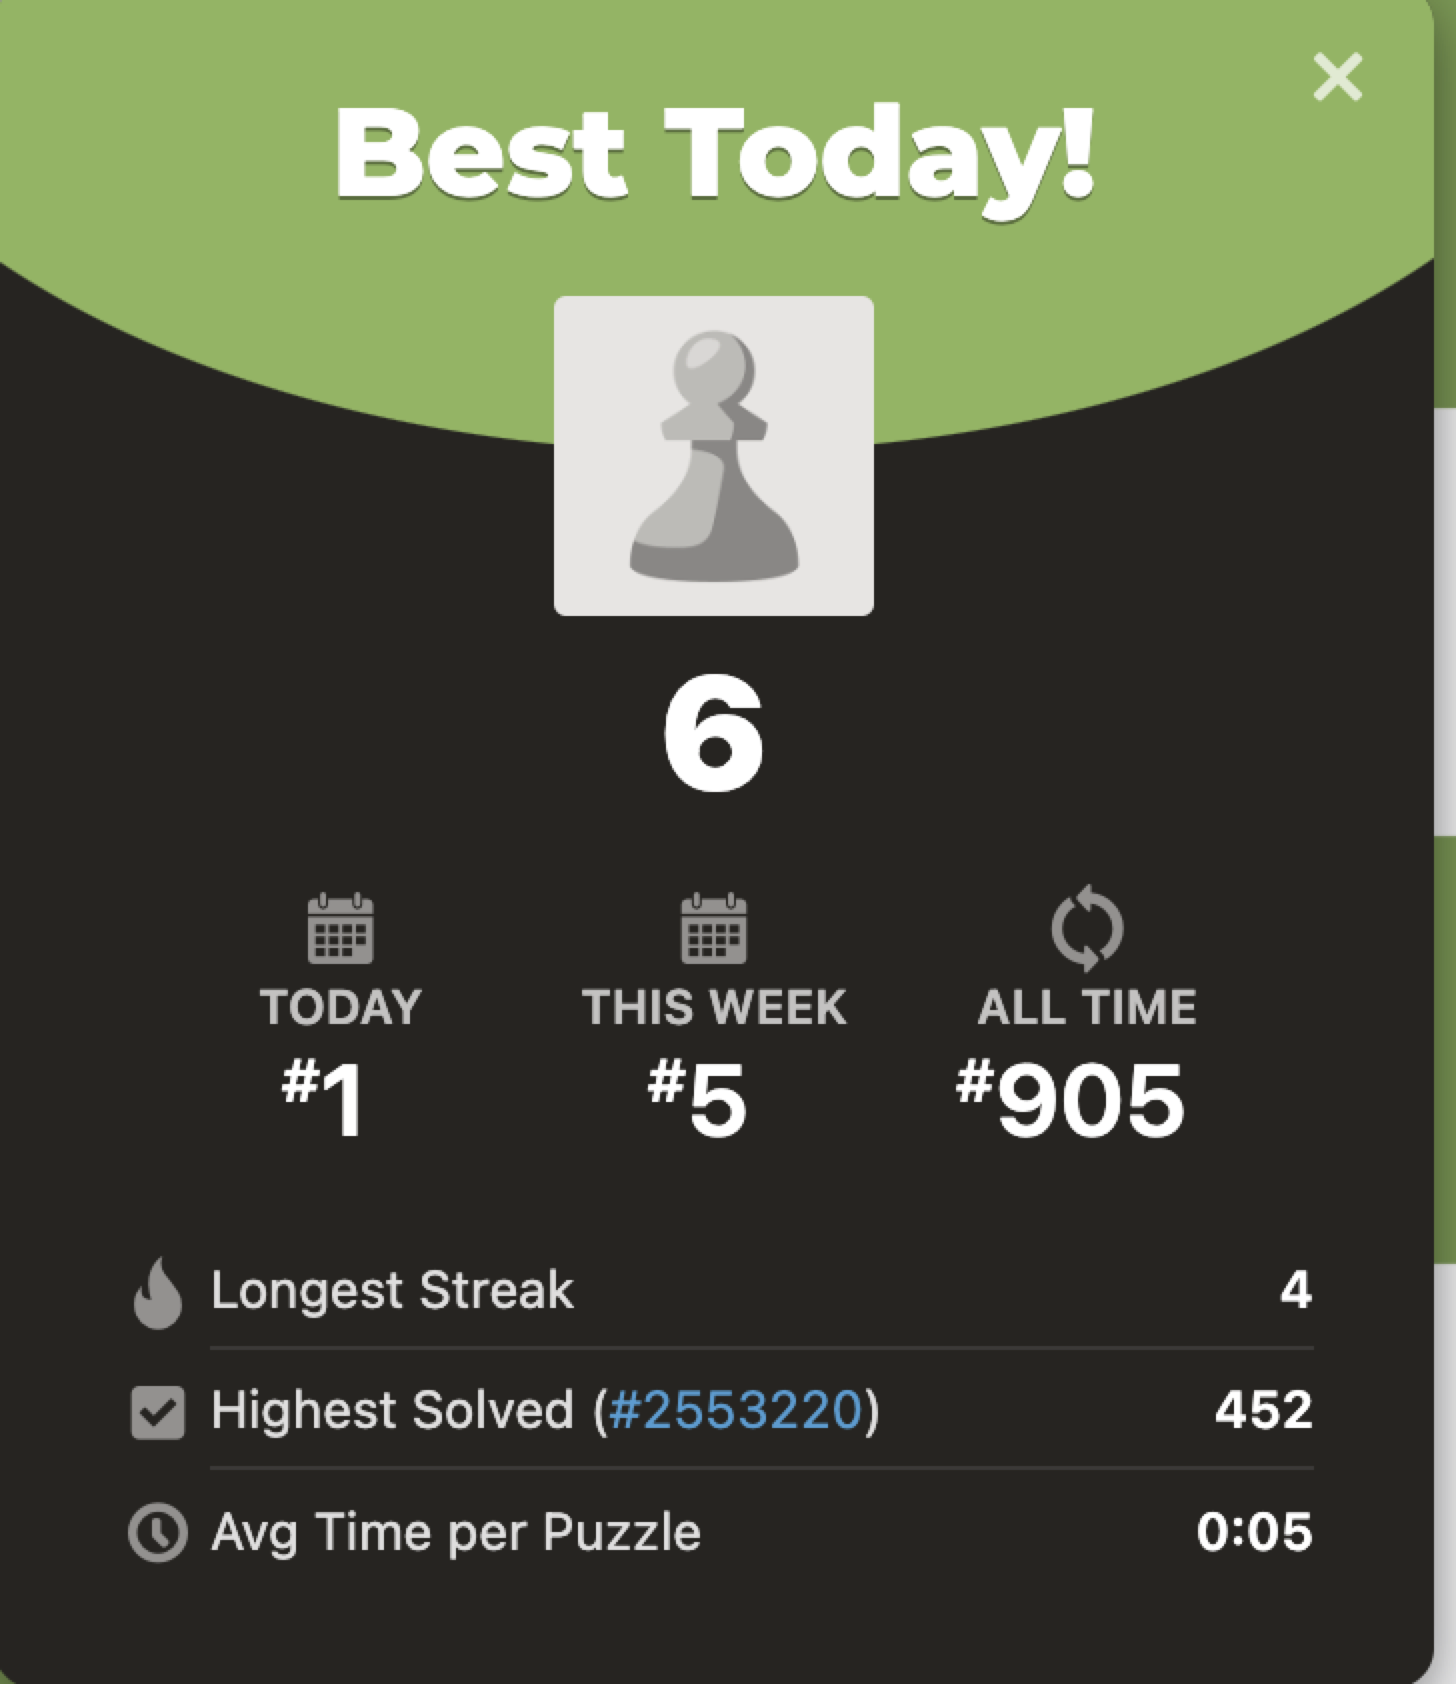 Best Today!
6
TODAY THIS WEEK ALL TIME
#1 #5 #905
Longest Streak 4
Highest Solved (#2553220) 452
Avg Time per Puzzle 0:05